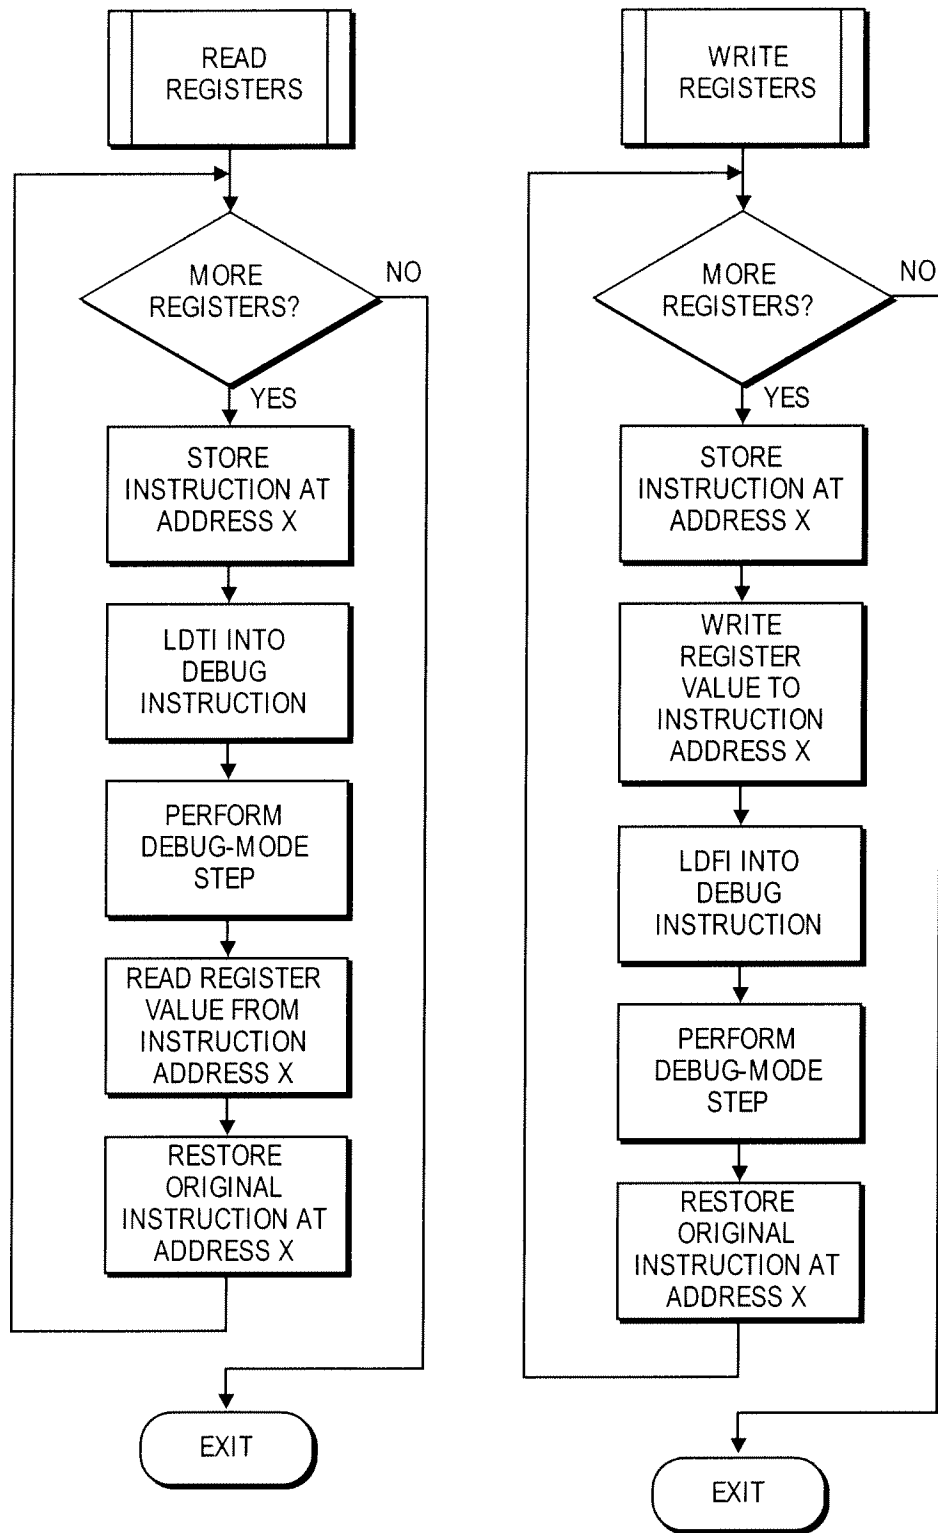 READ
REGISTERS
MORE
REGISTERS?
NO
YES
STORE
INSTRUCTION AT
ADDRESS X
LDTI INTO
DEBUG
INSTRUCTION
PERFORM
DEBUG-MODE
STEP
READ REGISTER
VALUE FROM
INSTRUCTION
ADDRESS X
RESTORE
ORIGINAL
INSTRUCTION AT
ADDRESS X
EXIT
WRITE
REGISTERS
MORE
REGISTERS?
NO
YES
STORE
INSTRUCTION AT
ADDRESS X
WRITE
REGISTER
VALUE TO
INSTRUCTION
ADDRESS X
LDFI INTO
DEBUG
INSTRUCTION
PERFORM
DEBUG-MODE
STEP
RESTORE
ORIGINAL
INSTRUCTION AT
ADDRESS X
EXIT